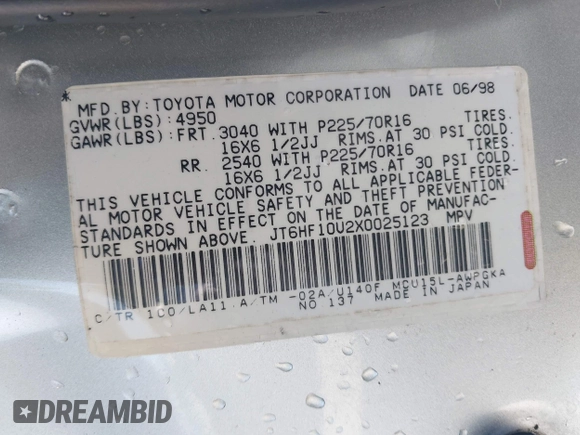 MFD. BY: TOYOTA MOTOR CORPORATION DATE 06/98
GVWR(LBS): 4950
GAWR(LBS): FRT. 3040 WITH P225/70R16 TIRES.
16X6 1/2JJ RIMS. AT 30 PSI COLD.
RR. 2540 WITH P225/70R16 TIRES.
16X6 1/2JJ RIMS. AT 30 PSI COLD.
THIS VEHICLE CONFORMS TO ALL APPLICABLE FEDER-
AL MOTOR VEHICLE SAFETY AND THEFT PREVENTION
STANDARDS IN EFFECT ON THE DATE OF MANUFAC-
TURE SHOWN ABOVE. JT6HF10U2X0025123 MPV
C/TR 1C0/LA11.A/TM -02A/U140F MCU15L-AWPGKA
NO 137 MADE IN JAPAN
DREAMBID